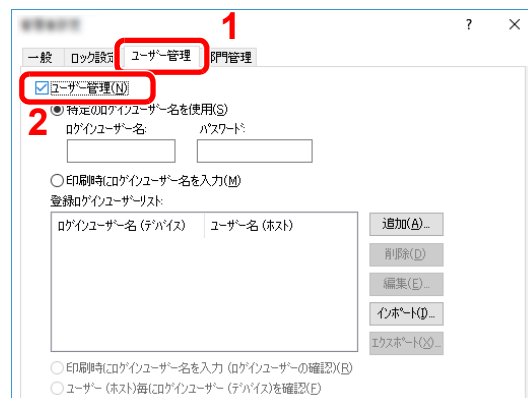 1
? ×
一般 ロック設定 ユーザー管理 部門管理
ユーザー管理(N)
2
特定のログインユーザー名を使用(S)
ログインユーザー名: パスワード:
印刷時にログインユーザー名を入力(M)
登録ログインユーザーリスト:
ログインユーザー名 (デバイス) ユーザー名 (ホスト)
追加(A)...
削除(D)
編集(E)...
インポート(I)...
エクスポート(X)...
印刷時にログインユーザー名を入力 (ログインユーザーの確認)(R)
ユーザー (ホスト)毎にログインユーザー (デバイス)を確認(F)